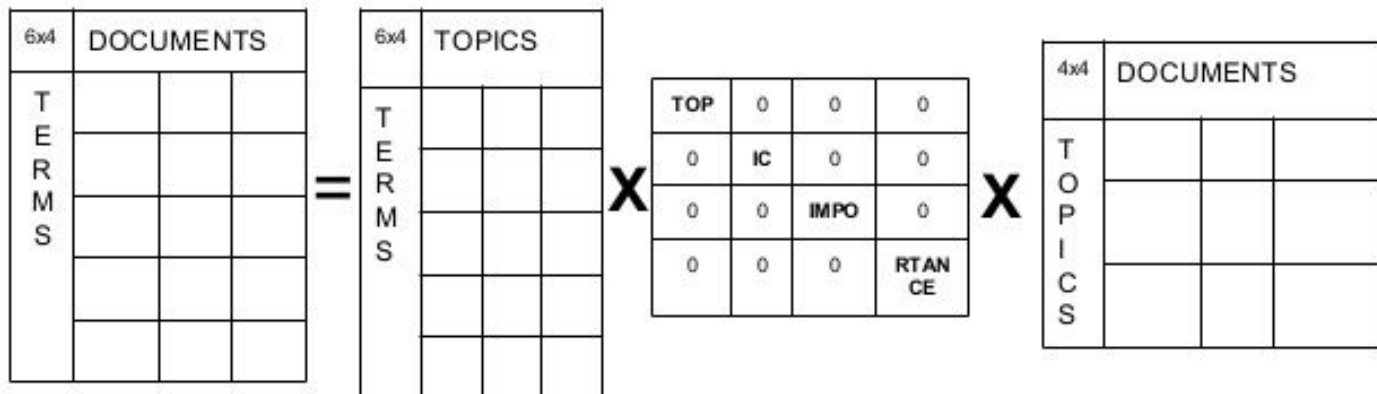 6x4 DOCUMENTS
T
E
R
M
S
=
6x4 TOPICS
T
E
R
M
S
X
TOP 0 0 0
0 IC 0 0
0 0 IMPO 0
0 0 0 RTAN
CE
X
4x4 DOCUMENTS
T
O
P
I
C
S